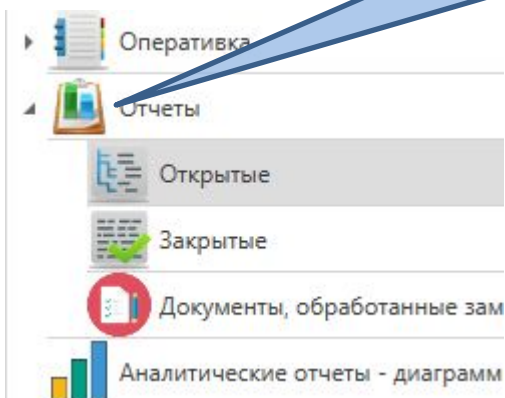 Оперативка
Отчеты
Открытые
Закрытые
Документы, обработанные зам
Аналитические отчеты - диаграмм